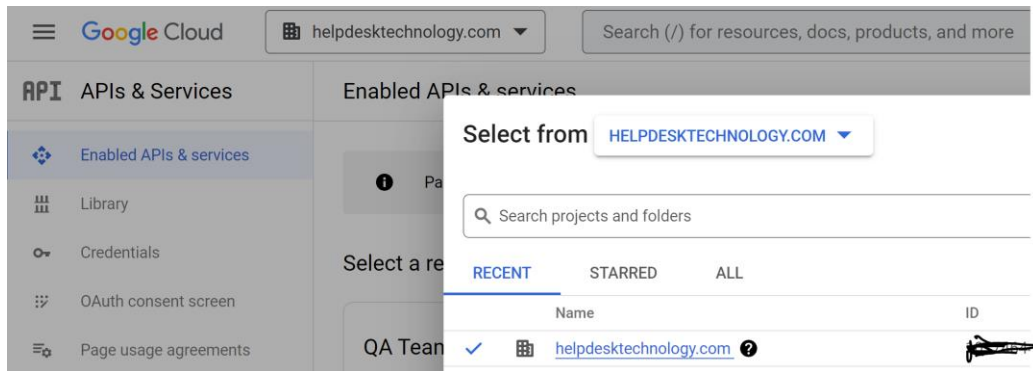 Google Cloud
helpdesktechnology.com
Search (/) for resources, docs, products, and more
API APIs & Services
Enabled APIs & services
Library
Credentials
OAuth consent screen
Page usage agreements
Enabled APIs & services
Pa
Select a re
QA Tean
Select from HELPDESKTECHNOLOGY.COM
Search projects and folders
RECENT STARRED ALL
Name ID
helpdesktechnology.com